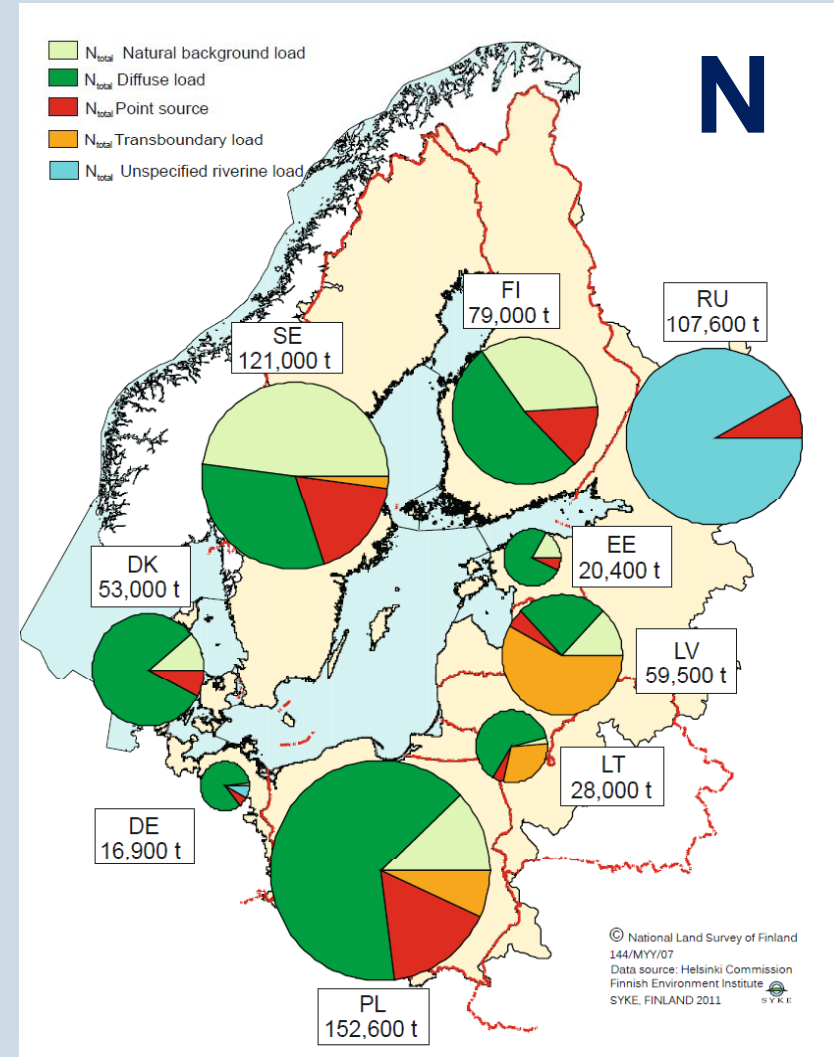 N
Ntotal Natural background load
Ntotal Diffuse load
Ntotal Point source
Ntotal Transboundary load
Ntotal Unspecified riverine load
FI
79,000 t
RU
107,600 t
SE
121,000 t
EE
20,400 t
DK
53,000 t
LV
59,500 t
LT
28,000 t
DE
16,900 t
PL
152,600 t
© National Land Survey of Finland
144/MYY/07
Data source: Helsinki Commission
Finnish Environment Institute
SYKE, FINLAND 2011
SYKE